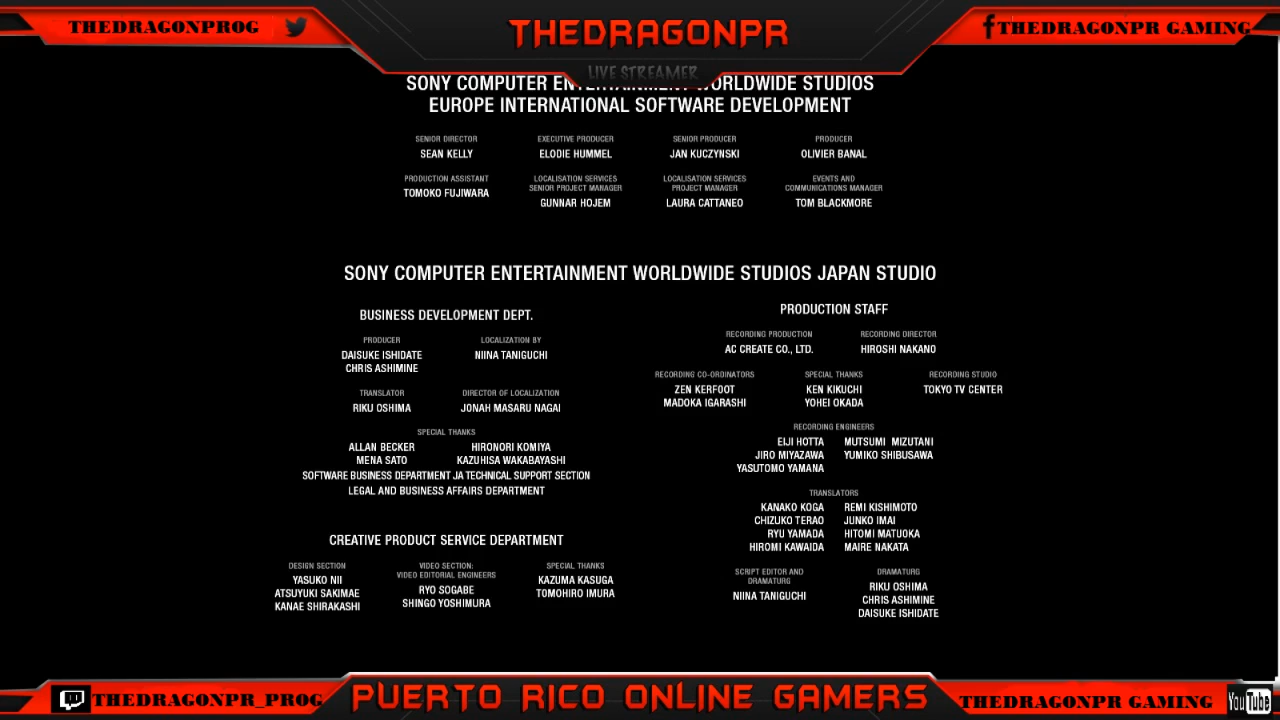 THEDRAGONPROG
THEDRAGONPR
THEDRAGONPR GAMING
LIVE STREAMER
SONY COMPUTER ENTERTAINMENT WORLDWIDE STUDIOS
EUROPE INTERNATIONAL SOFTWARE DEVELOPMENT
SENIOR DIRECTOR
SEAN KELLY
EXECUTIVE PRODUCER
ELODIE HUMMEL
SENIOR PRODUCER
JAN KUCZYNSKI
PRODUCER
OLIVIER BANAL
PRODUCTION ASSISTANT
TOMOKO FUJIWARA
LOCALISATION SERVICES
SENIOR PROJECT MANAGER
GUNNAR HOJEM
LOCALISATION SERVICES
PROJECT MANAGER
LAURA CATTANEO
EVENTS AND
COMMUNICATIONS MANAGER
TOM BLACKMORE
SONY COMPUTER ENTERTAINMENT WORLDWIDE STUDIOS JAPAN STUDIO
BUSINESS DEVELOPMENT DEPT.
PRODUCER
DAISUKE ISHIDATE
CHRIS ASHIMINE
LOCALIZATION BY
NIINA TANIGUCHI
TRANSLATOR
RIKU OSHIMA
DIRECTOR OF LOCALIZATION
JONAH MASARU NAGAI
SPECIAL THANKS
ALLAN BECKER
MENA SATO
HIRONORI KOMIYA
KAZUHISA WAKABAYASHI
SOFTWARE BUSINESS DEPARTMENT JA TECHNICAL SUPPORT SECTION
LEGAL AND BUSINESS AFFAIRS DEPARTMENT
CREATIVE PRODUCT SERVICE DEPARTMENT
DESIGN SECTION
YASUKO NII
ATSUYUKI SAKIMAE
KANAE SHIRAKASHI
VIDEO SECTION:
VIDEO EDITORIAL ENGINEERS
RYO SOGABE
SHINGO YOSHIMURA
SPECIAL THANKS
KAZUMA KASUGA
TOMOHIRO IMURA
PRODUCTION STAFF
RECORDING PRODUCTION
AC CREATE CO., LTD.
RECORDING DIRECTOR
HIROSHI NAKANO
RECORDING CO-ORDINATORS
ZEN KERFOOT
MADOKA IGARASHI
SPECIAL THANKS
KEN KIKUCHI
YOHEI OKADA
RECORDING STUDIO
TOKYO TV CENTER
RECORDING ENGINEERS
EIJI HOTTA
JIRO MIYAZAWA
YASUTOMO YAMANA
MUTSUMI MIZUTANI
YUMIKO SHIBUSAWA
TRANSLATORS
KANAKO KOGA
CHIZUKO TERAO
RYU YAMADA
HIROMI KAWAIDA
REMI KISHIMOTO
JUNKO IMAI
HITOMI MATUOKA
MAIRE NAKATA
SCRIPT EDITOR AND
DRAMATURG
NIINA TANIGUCHI
DRAMATURG
RIKU OSHIMA
CHRIS ASHIMINE
DAISUKE ISHIDATE
THEDRAGONPR_PROG
PUERTO RICO ONLINE GAMERS
THEDRAGONPR GAMING
YouTube